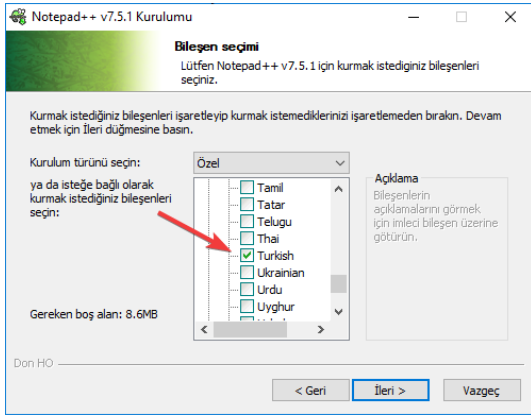 Notepad++ v7.5.1 Kurulumu
Bileşen seçimi
Lütfen Notepad++ v7.5.1 için kurmak istediginiz bileşenleri
seçiniz.
Kurmak istediğiniz bileşenleri işaretleyip kurmak istemediklerinizi işaretlemeden bırakın. Devam
etmek için İleri düğmesine basın.
Kurulum türünü seçin:
Özel
ya da isteğe bağlı olarak
kurmak istediğiniz bileşenleri
seçin:
Tamil
Tatar
Telugu
Thai
Turkish
Ukrainian
Urdu
Uyghur
Açıklama
Bileşenlerin
açıklamalarını görmek
için imleci bileşen üzerine
götürün.
Gereken boş alan: 8.6MB
Don HO
< Geri
İleri >
Vazgeç